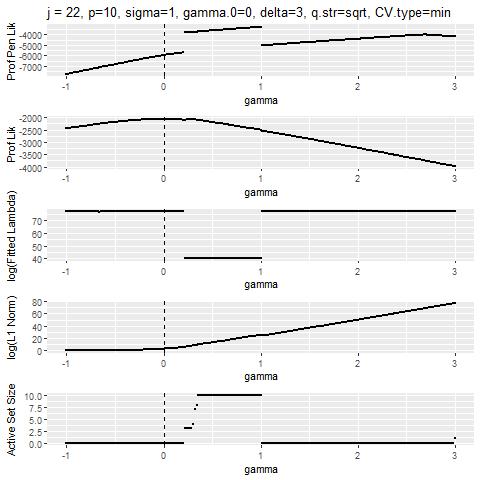 j = 22, p=10, sigma=1, gamma.0=0, delta=3, q.str=sqrt, CV.type=min
Prof Pen Lik
-4000
-5000
-6000
-7000
-1 0 1 2 3
gamma
Prof Lik
-2000
-2500
-3000
-3500
-4000
-1 0 1 2 3
gamma
log(Fitted Lambda)
70
60
50
40
-1 0 1 2 3
gamma
log(L1 Norm)
80
60
40
20
0
-1 0 1 2 3
gamma
Active Set Size
10.0
7.5
5.0
2.5
0.0
-1 0 1 2 3
gamma